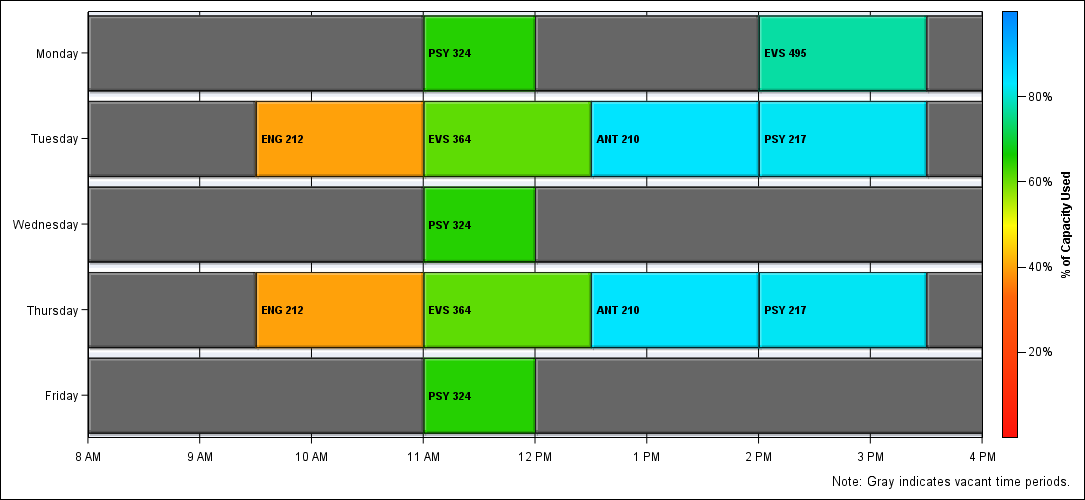 Monday
PSY 324
EVS 495
Tuesday
ENG 212
EVS 364
ANT 210
PSY 217
Wednesday
PSY 324
Thursday
ENG 212
EVS 364
ANT 210
PSY 217
Friday
PSY 324
8 AM
9 AM
10 AM
11 AM
12 PM
1 PM
2 PM
3 PM
4 PM
80%
60%
40%
20%
% of Capacity Used
Note: Gray indicates vacant time periods.